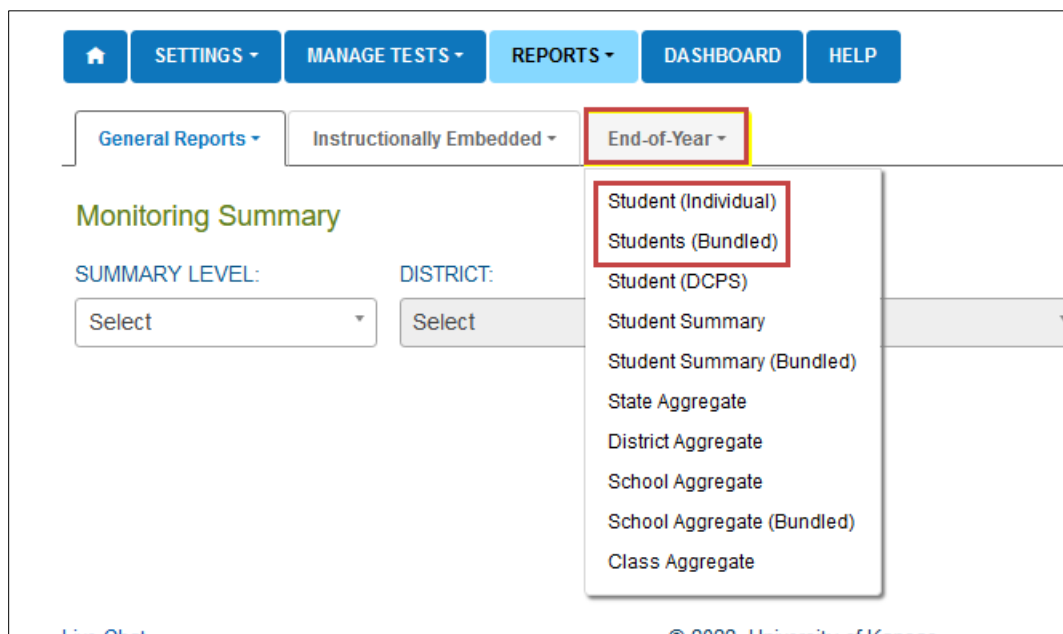 SETTINGS MANAGE TESTS REPORTS DASHBOARD HELP
General Reports Instructionally Embedded End-of-Year
Monitoring Summary
SUMMARY LEVEL: DISTRICT:
Select Select
Student (Individual)
Students (Bundled)
Student (DCPS)
Student Summary
Student Summary (Bundled)
State Aggregate
District Aggregate
School Aggregate
School Aggregate (Bundled)
Class Aggregate